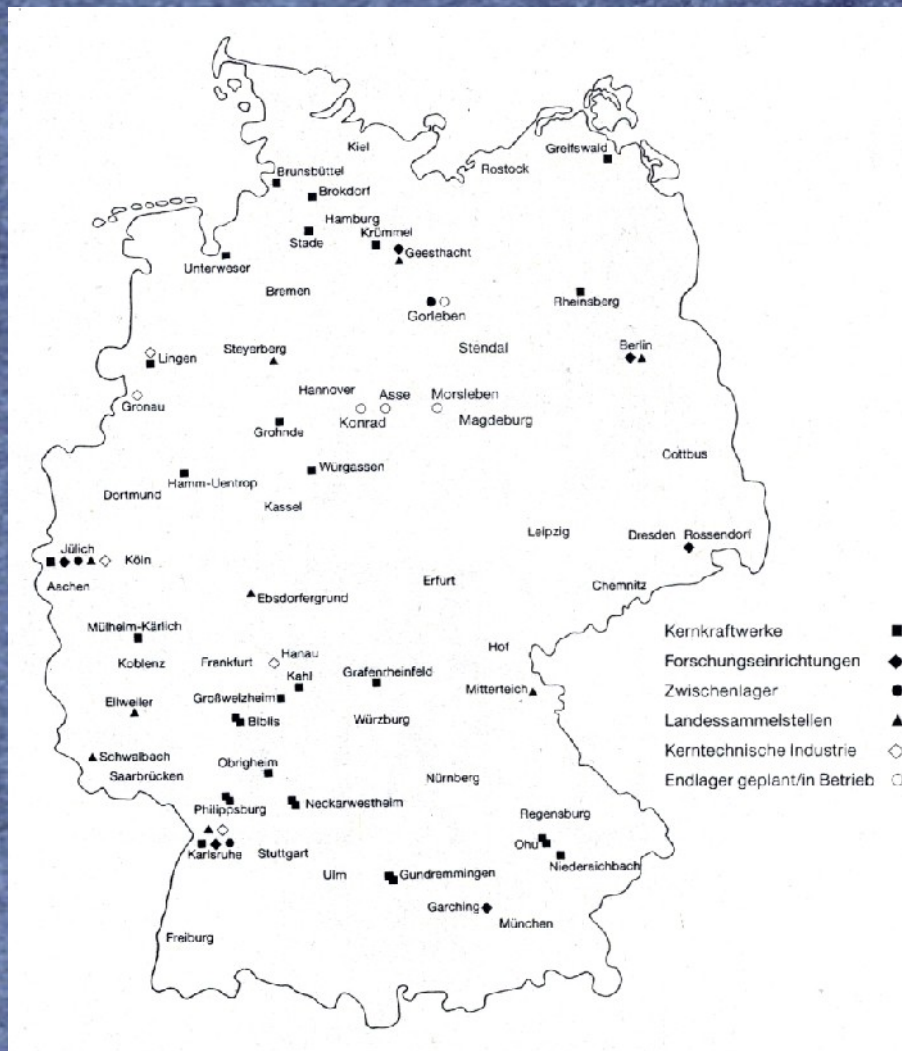 Kiel
Greifswald
Rostock
Brunsbüttel
Brokdorf
Hamburg
Krümmel
Stade
Geesthacht
Unterweser
Bremen
Rheinsberg
Gorleben
Steyerberg
Stendal
Berlin
Lingen
Hannover
Asse
Morsleben
Gronau
Konrad
Magdeburg
Grohnde
Cottbus
Würgassen
Hamm-Uentrop
Dortmund
Kassel
Leipzig
Dresden Rossendorf
Jülich
Köln
Aachen
Erfurt
Chemnitz
Ebsdorfergrund
Mülheim-Kärlich
Kernkraftwerke
Hof
Hanau
Koblenz
Frankfurt
Forschungseinrichtungen
Kahl
Grafenrheinfeld
Mitterteich
Zwischenlager
Großwelzheim
Ellweiler
Biblis
Würzburg
Landessammelstellen
Kerntechnische Industrie
Schwalbach
Obrigheim
Saarbrücken
Nürnberg
Endlager geplant/in Betrieb
Philippsburg
Neckarwestheim
Regensburg
Ohu
Karlsruhe
Stuttgart
Niederaichbach
Ulm
Gundremmingen
Garching
München
Freiburg